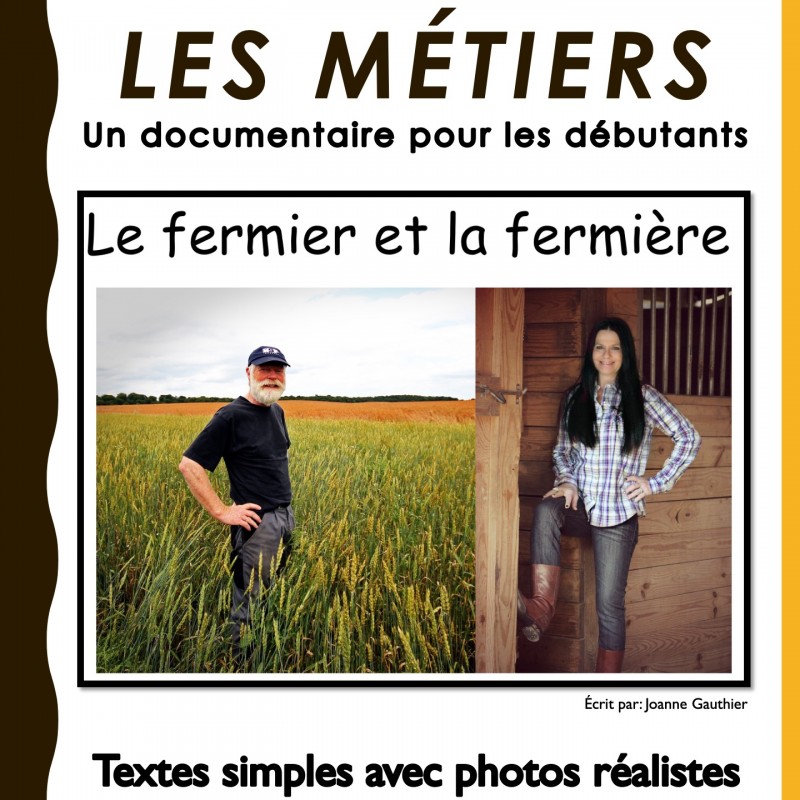 LES MÉTIERS
Un documentaire pour les débutants
Le fermier et la fermière
Écrit par: Joanne Gauthier
Textes simples avec photos réalistes